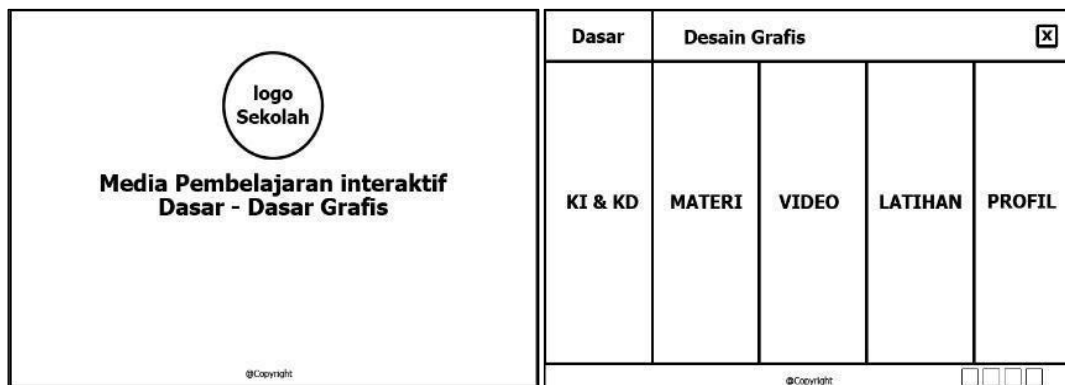 logo
Sekolah
Media Pembelajaran interaktif
Dasar - Dasar Grafis
@Copyright
Dasar
Desain Grafis
X
KI & KD
MATERI
VIDEO
LATIHAN
PROFIL
@Copyright